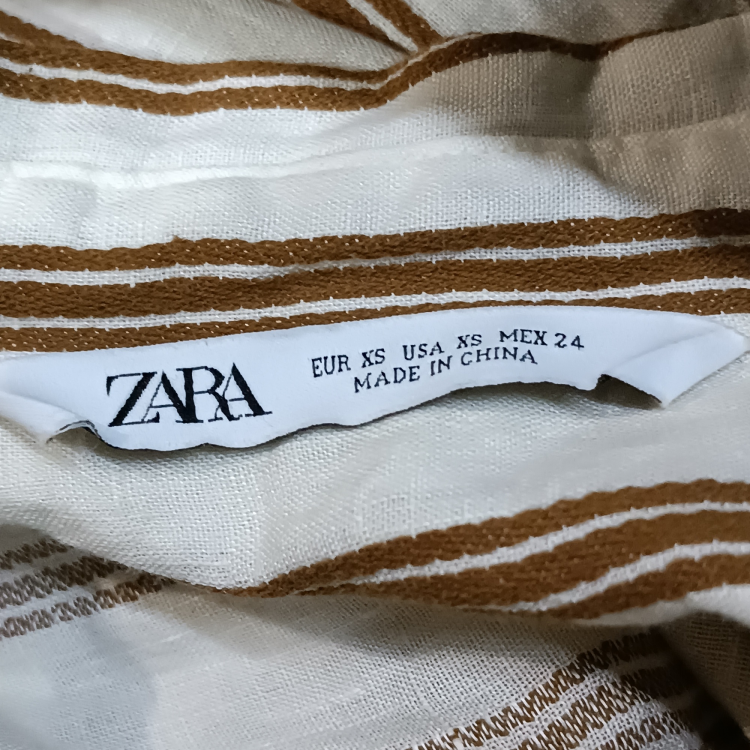 ZARA
EUR XS USA XS MEX 24
MADE IN CHINA